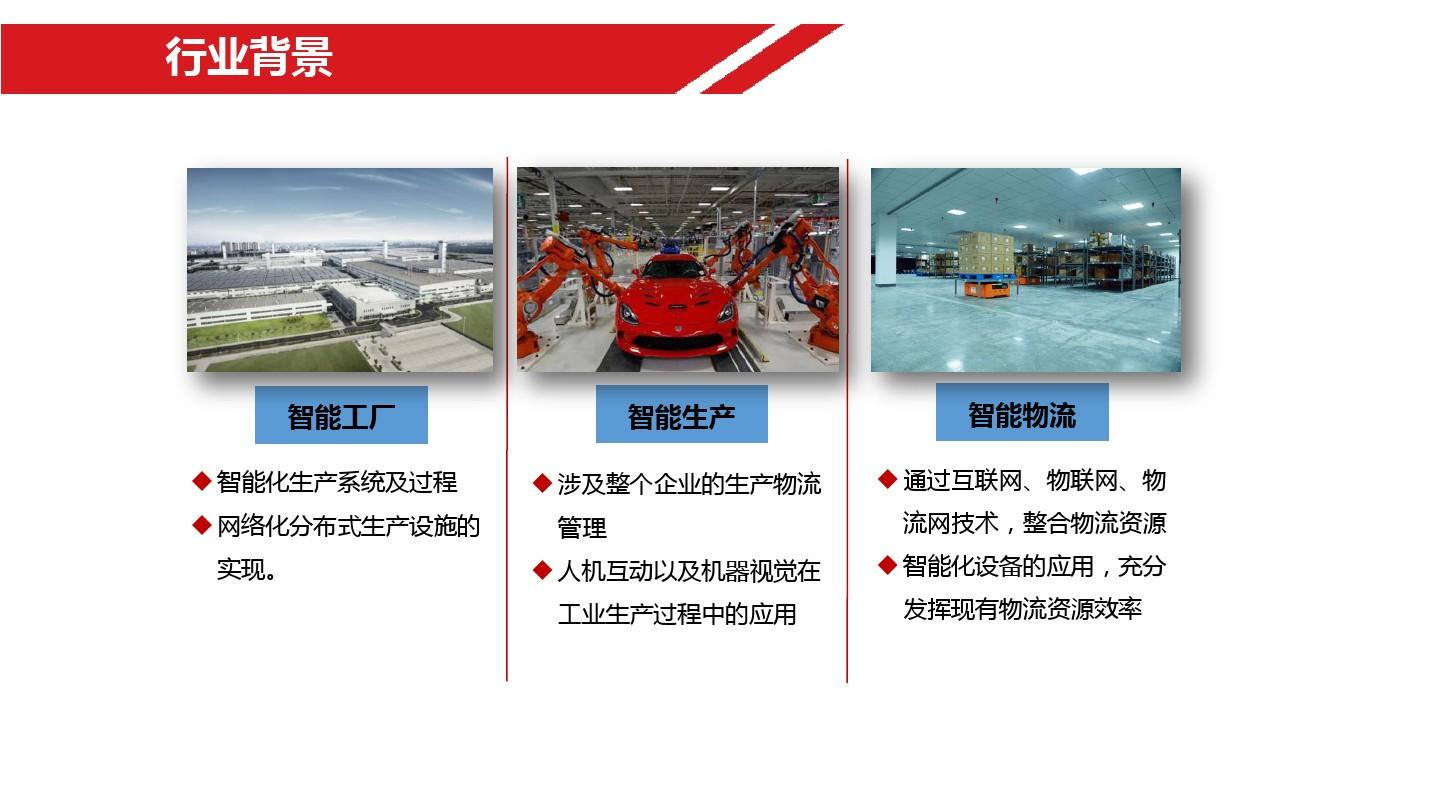 行业背景
智能工厂
智能化生产系统及过程
网络化分布式生产设施的
实现。
智能生产
涉及整个企业的生产物流
管理
人机互动以及机器视觉在
工业生产过程中的应用
智能物流
通过互联网、物联网、物
流网技术，整合物流资源
智能化设备的应用，充分
发挥现有物流资源效率